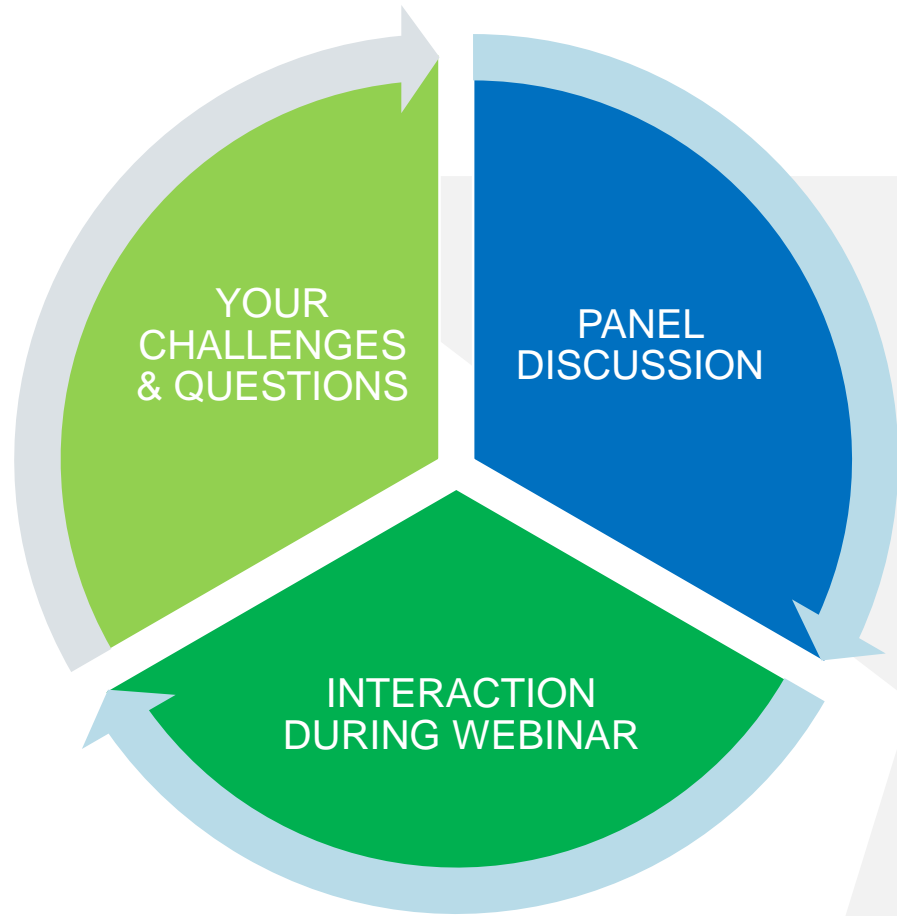 YOUR
CHALLENGES
& QUESTIONS
PANEL
DISCUSSION
INTERACTION
DURING WEBINAR